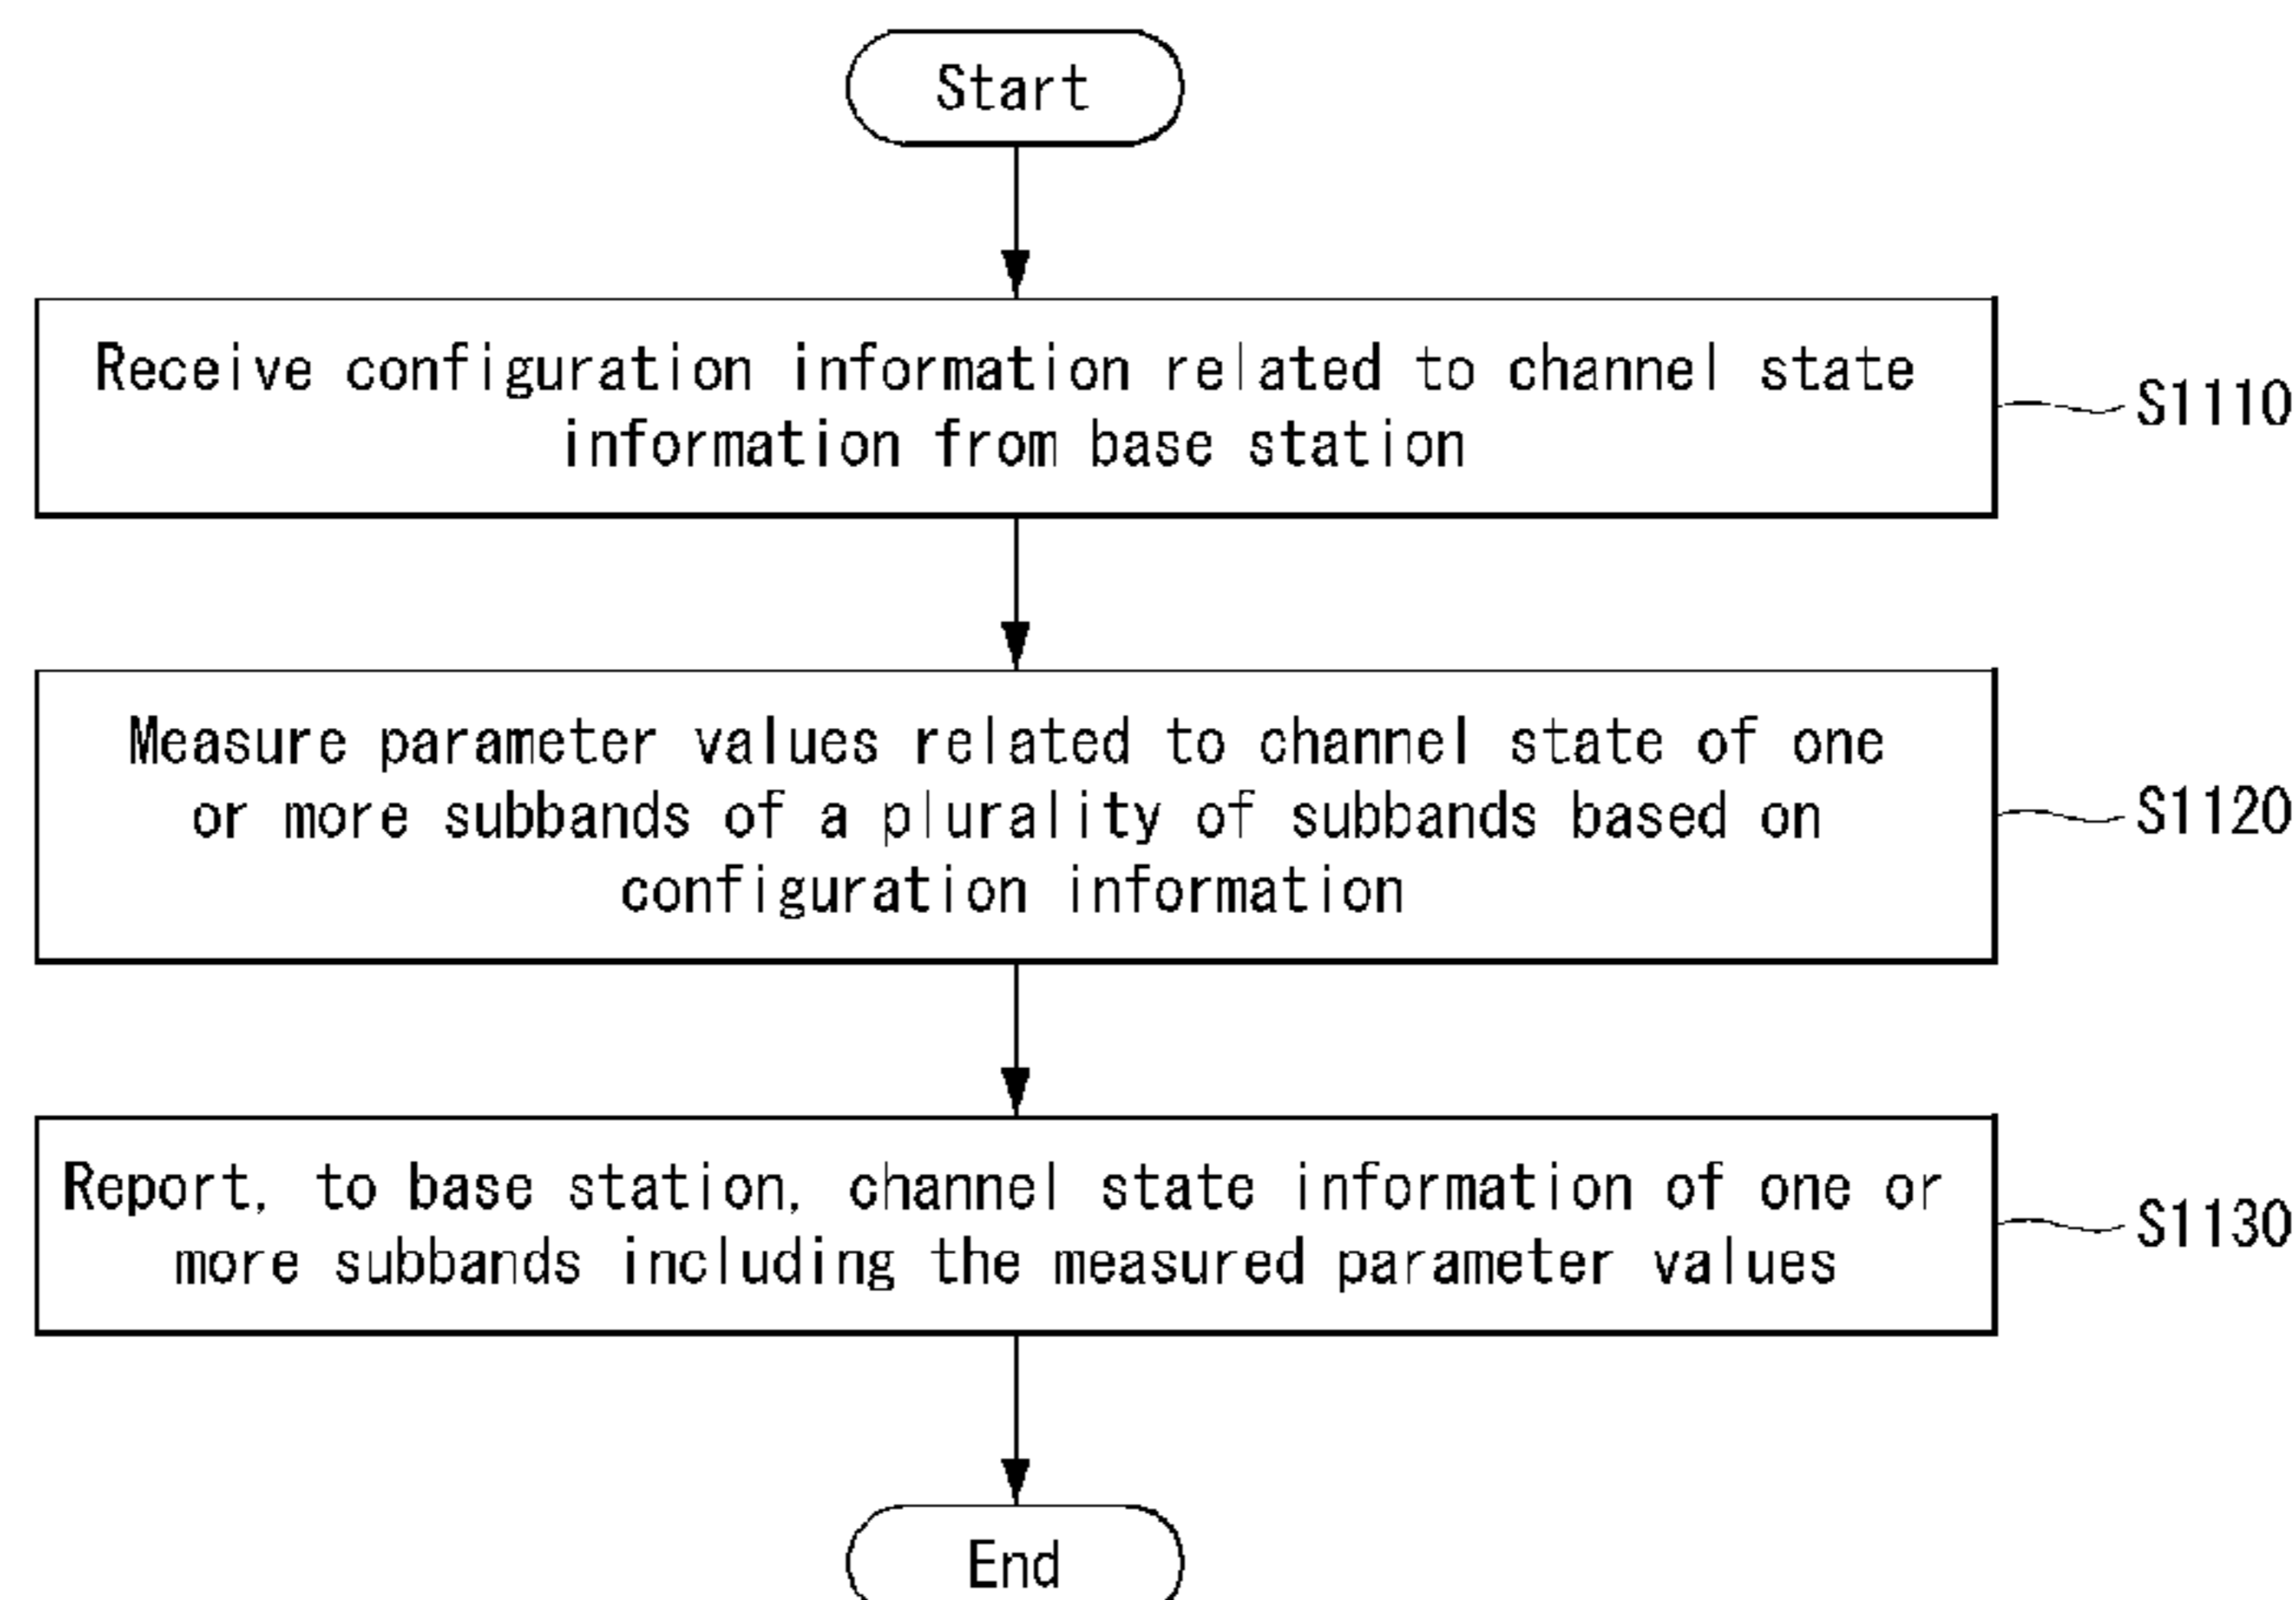 Start
Receive configuration information related to channel state
information from base station
S1110
Measure parameter values related to channel state of one
or more subbands of a plurality of subbands based on
configuration information
S1120
Report, to base station, channel state information of one or
more subbands including the measured parameter values
S1130
End